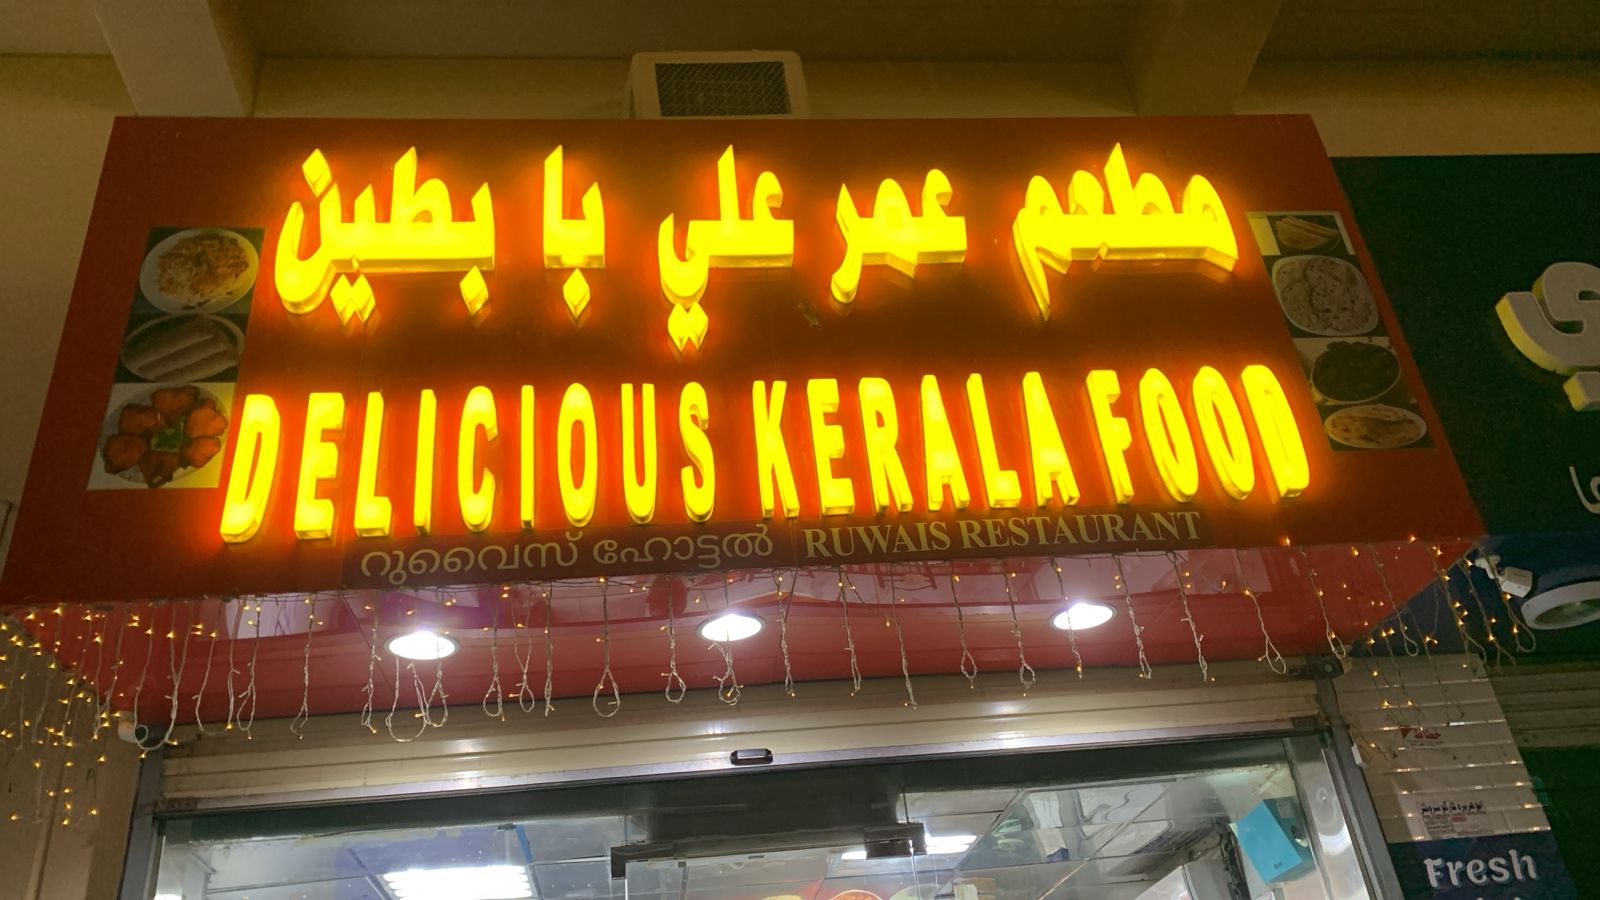 مطعم عمر علي با بطين
DELICIOUS KERALA FOOD
റുവൈസ് ഹോട്ടൽ RUWAIS RESTAURANT
Fresh